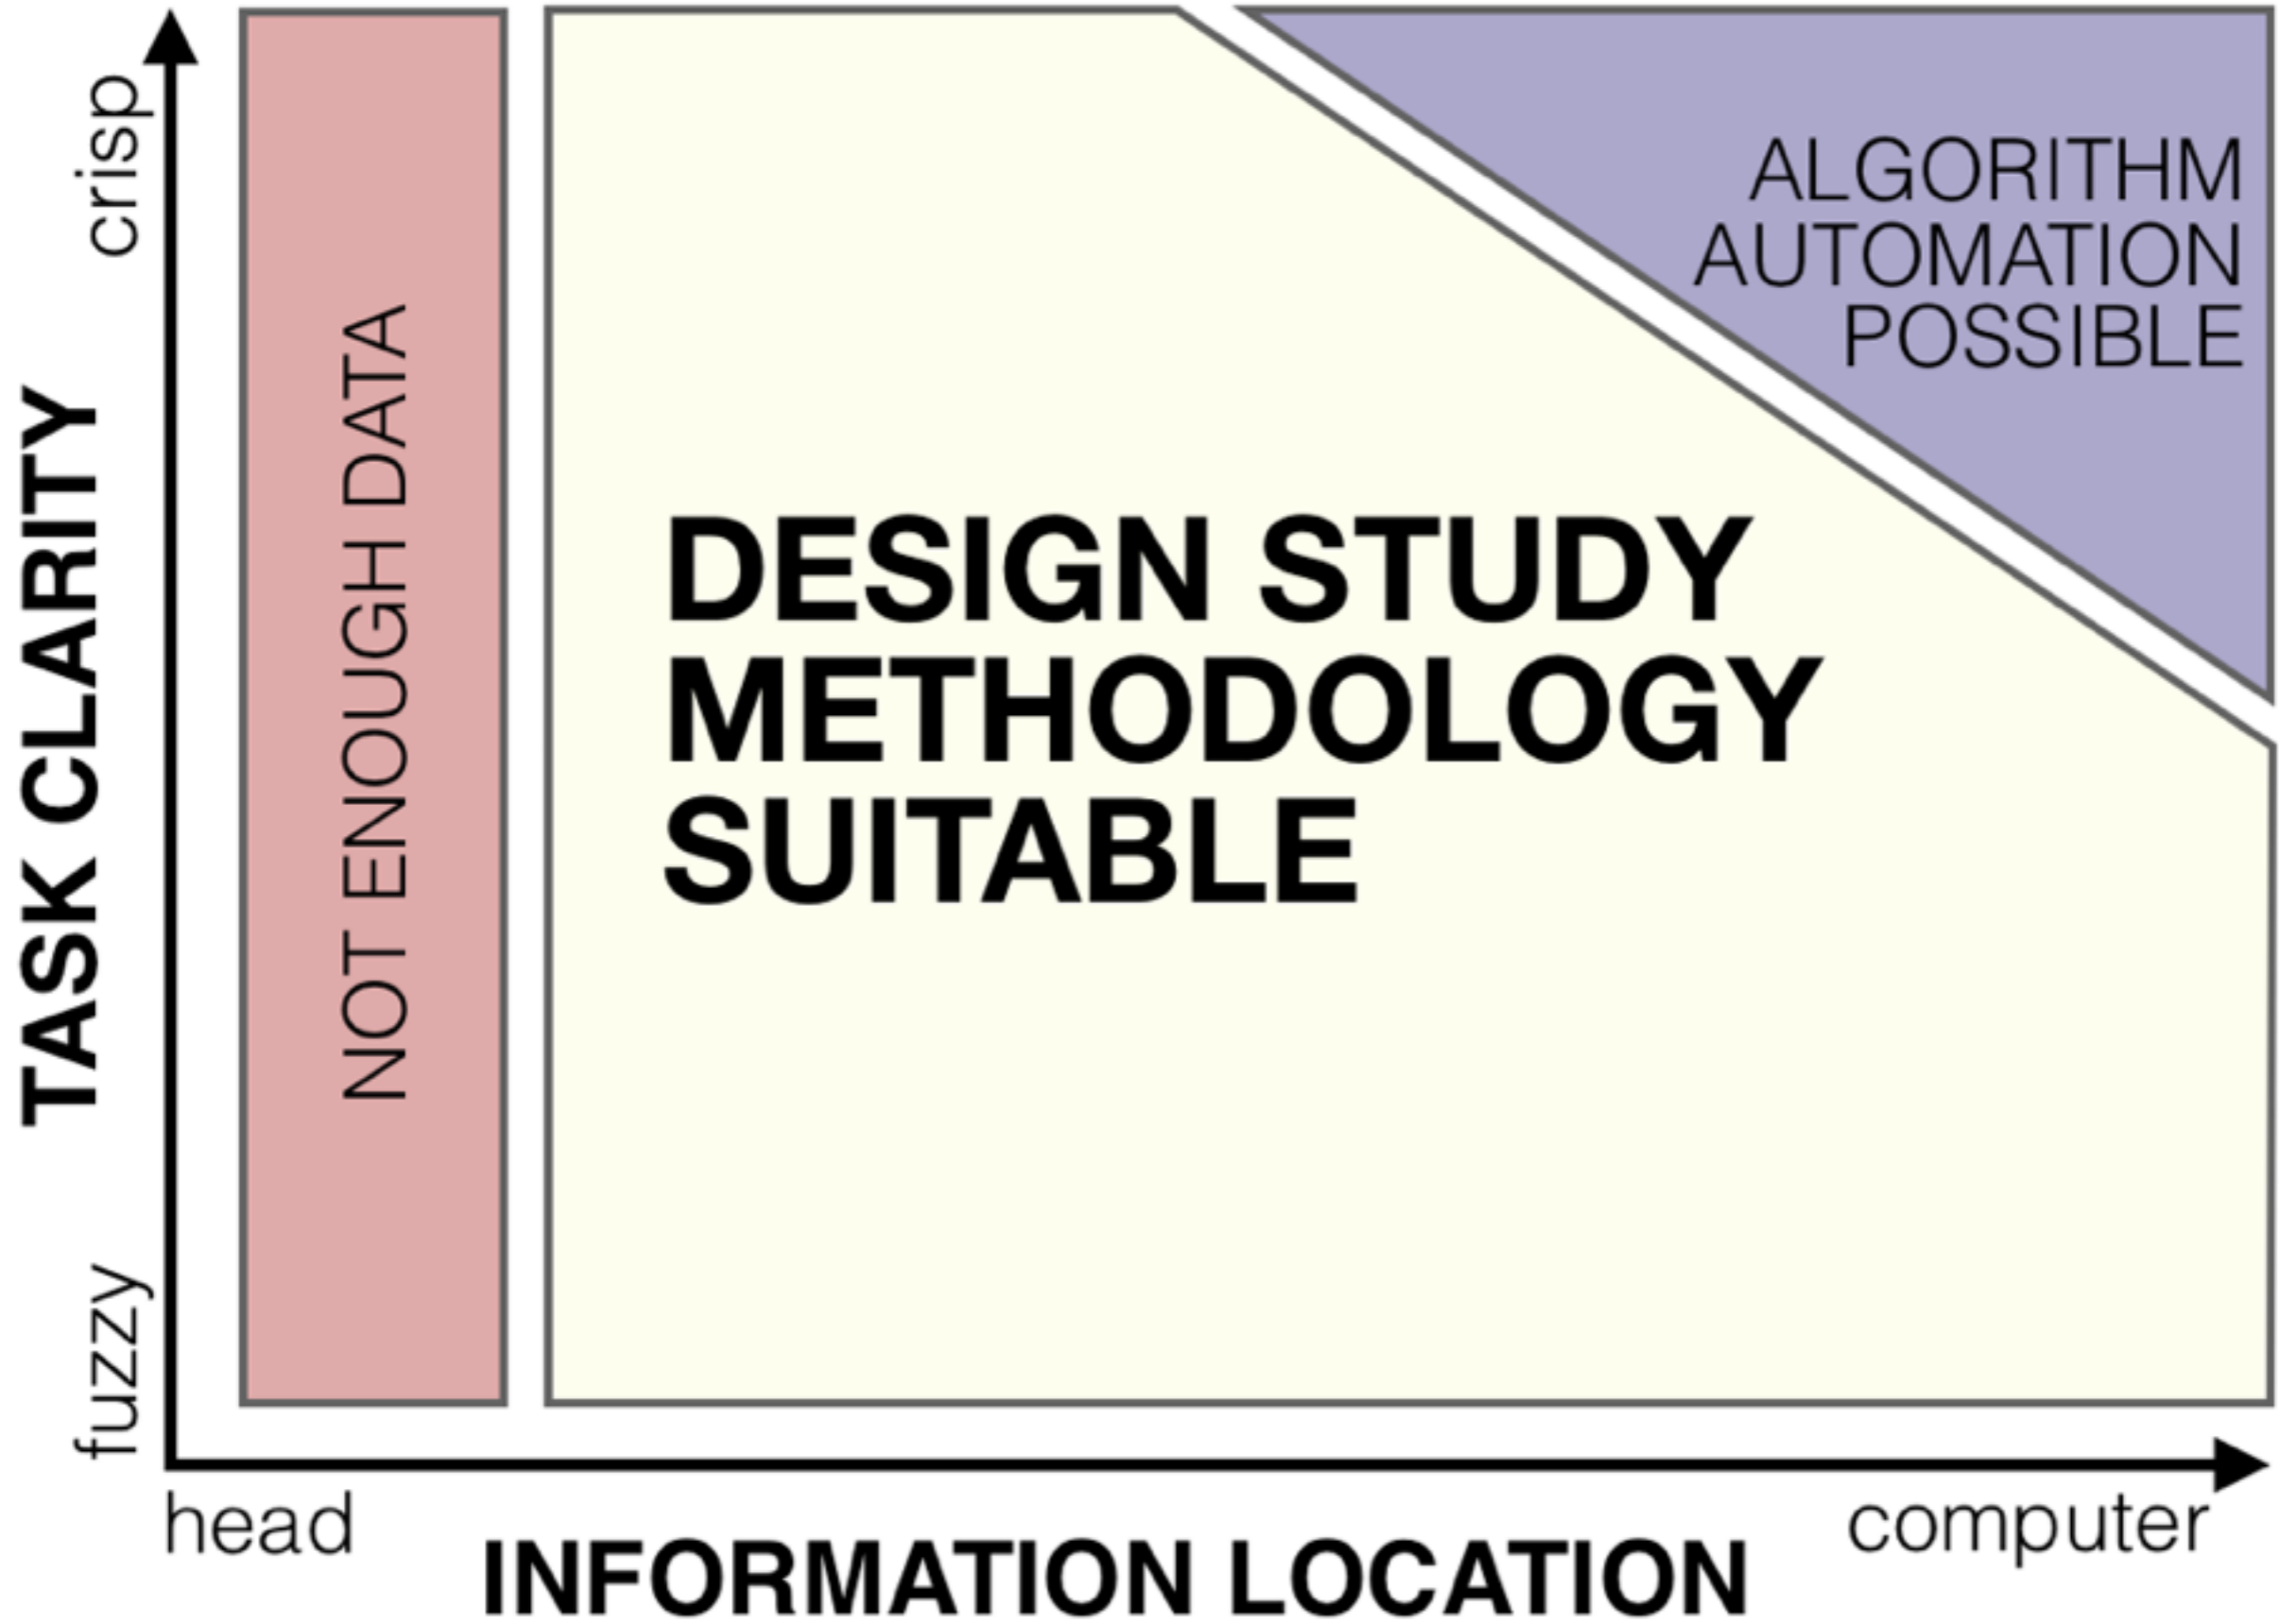 crisp
TASK CLARITY
fuzzy
NOT ENOUGH DATA
DESIGN STUDY
METHODOLOGY
SUITABLE
ALGORITHM
AUTOMATION
POSSIBLE
head
computer
INFORMATION LOCATION